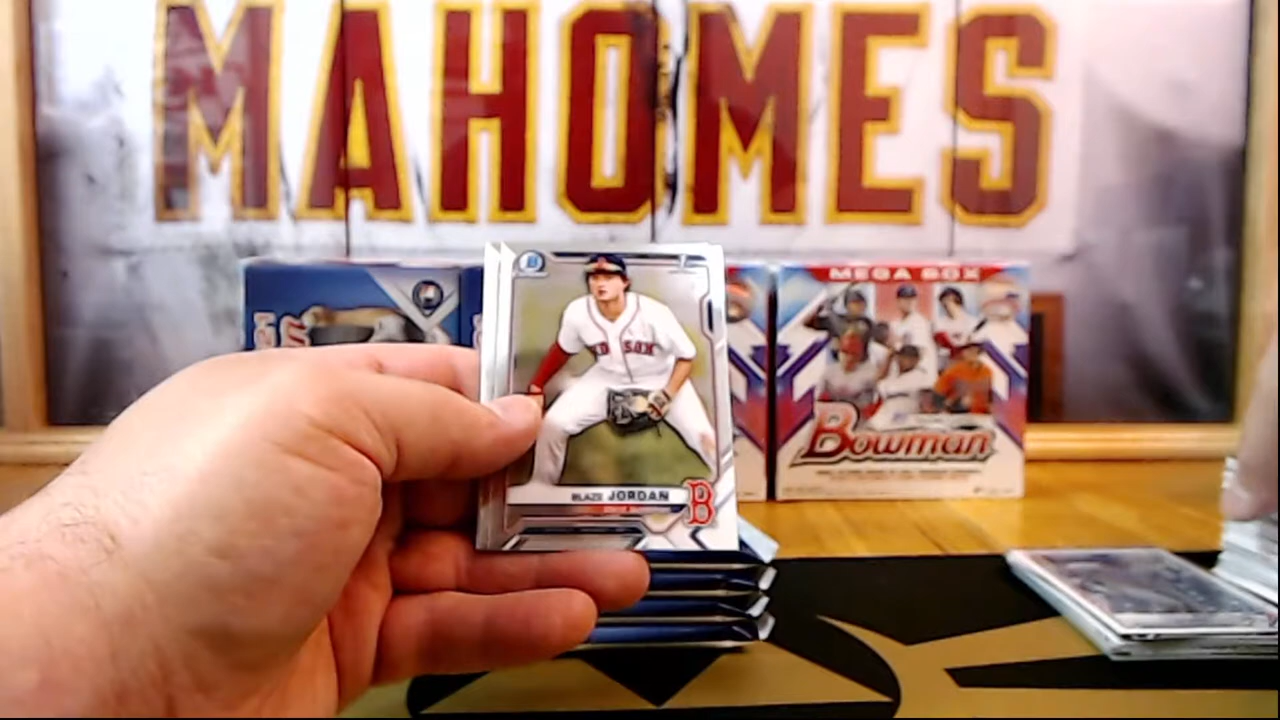 MAHOMES
MEGA BOX
Bowman
B
RED SOX
BLAZE JORDAN
B